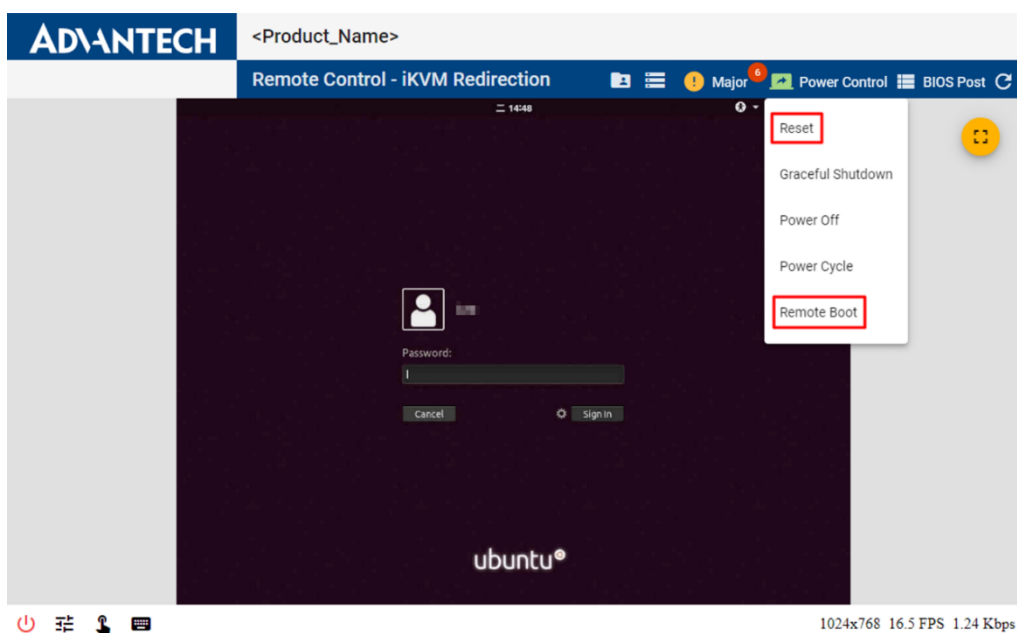 ADVANTECH
<Product_Name>
Remote Control - iKVM Redirection
Major 6
Power Control
BIOS Post
二 14:48
Reset
Graceful Shutdown
Power Off
Power Cycle
Remote Boot
Password:
Cancel
Sign In
ubuntu
1024x768 16.5 FPS 1.24 Kbps